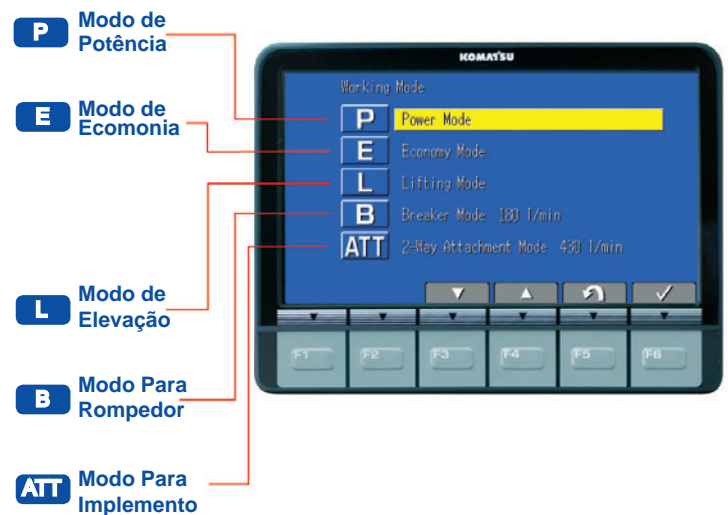 P
Modo de
Potência
E
Modo de
Ecomonia
L
Modo de
Elevação
B
Modo Para
Rompedor
ATT
Modo Para
Implemento
KOMATSU
Working Mode
P Power Mode
E Economy Mode
L Lifting Mode
B Breaker Mode 180 l/min
ATT 2-Way Attachment Mode 430 l/min
F1 F2 F3 F4 F5 F6